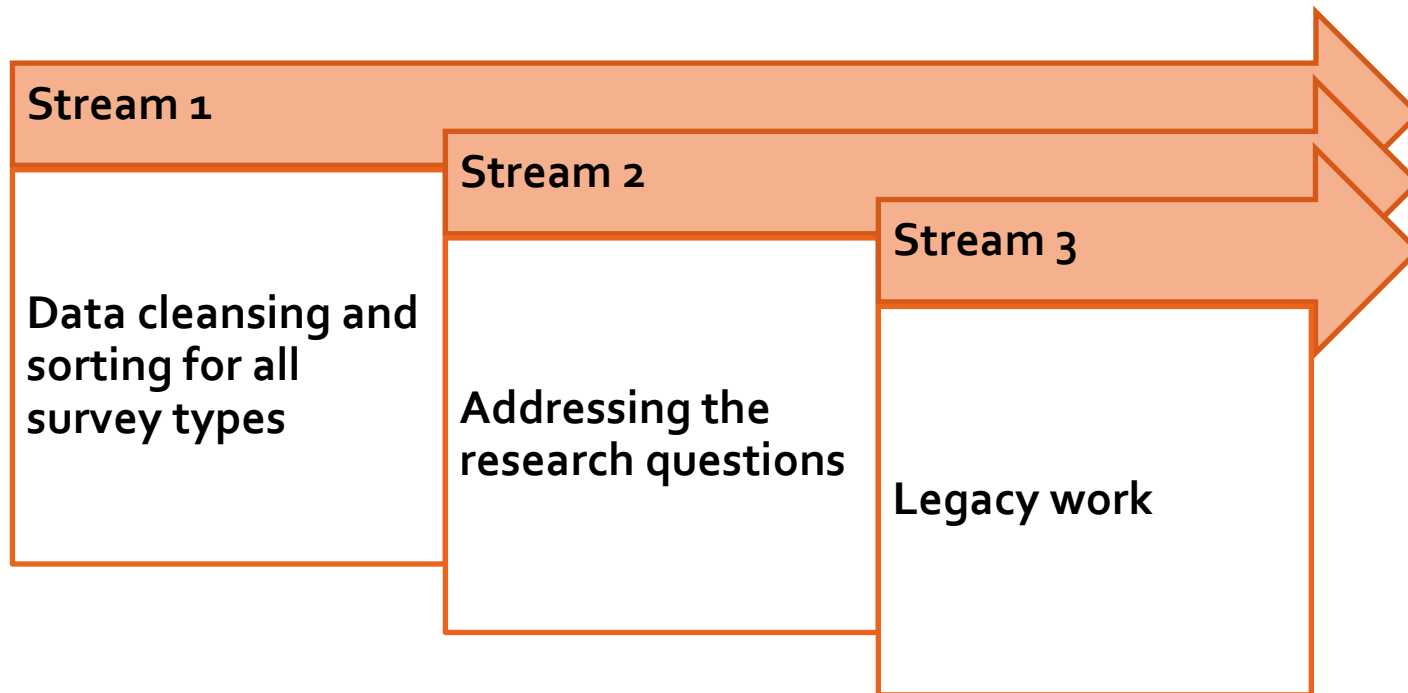 Stream 1
Data cleansing and
sorting for all
survey types
Stream 2
Addressing the
research questions
Stream 3
Legacy work